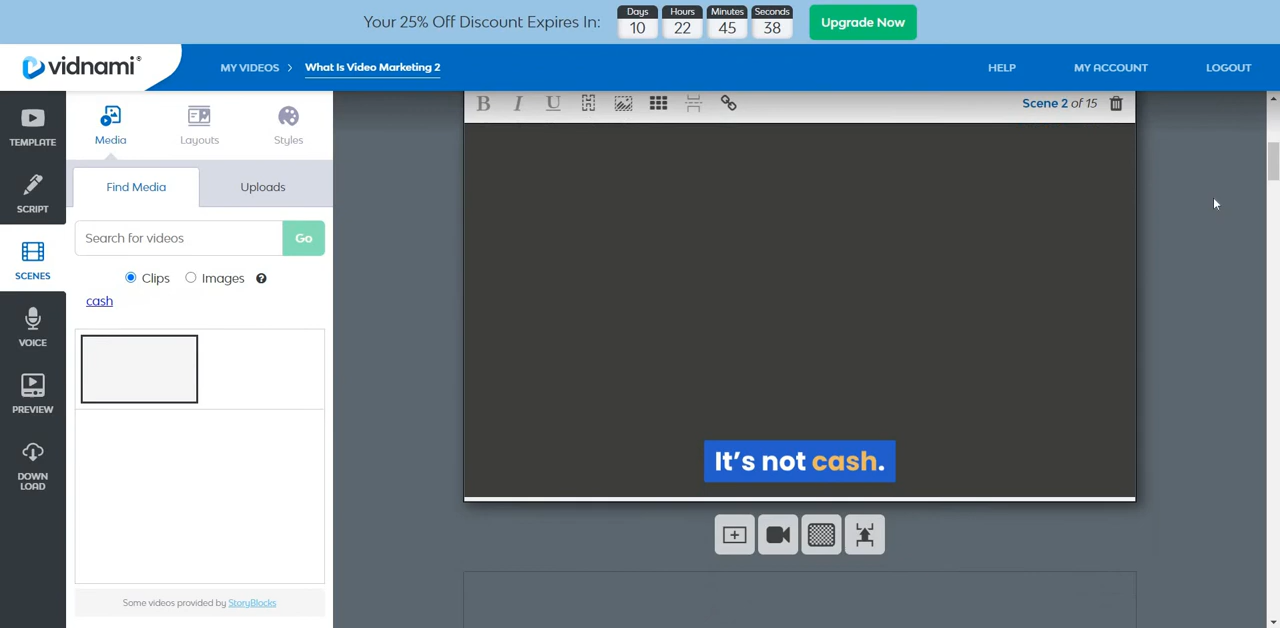 Your 25% Off Discount Expires In:
Days Hours Minutes Seconds
10 22 45 38
Upgrade Now
vidnami®
MY VIDEOS > What Is Video Marketing 2
HELP MY ACCOUNT LOGOUT
TEMPLATE
SCRIPT
SCENES
VOICE
PREVIEW
DOWN
LOAD
Media Layouts Styles
Find Media Uploads
Search for videos Go
Clips Images ?
cash
Some videos provided by StoryBlocks
B I U H
Scene 2 of 15
It's not cash.